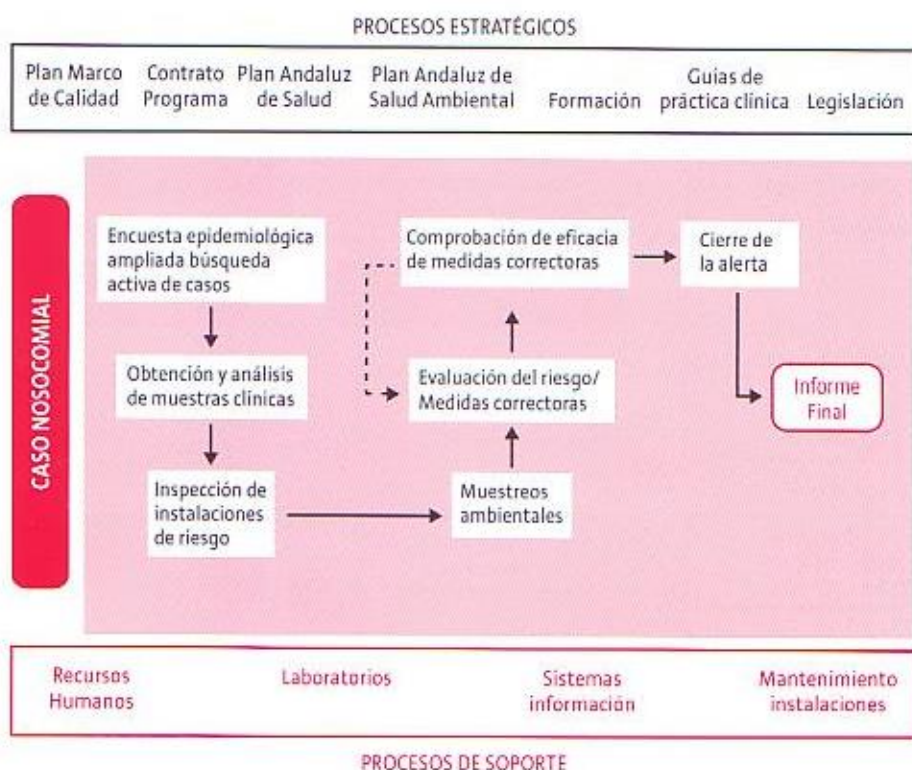 PROCESOS ESTRATÉGICOS
Plan Marco
de Calidad
Contrato
Programa
Plan Andaluz
de Salud
Plan Andaluz de
Salud Ambiental
Formación
Guías de
práctica clínica
Legislación
CASO NOSOCOMIAL
Encuesta epidemiológica
ampliada búsqueda
activa de casos
Obtención y análisis
de muestras clínicas
Inspección de
instalaciones
de riesgo
Muestreos
ambientales
Evaluación del riesgo/
Medidas correctoras
Comprobación de eficacia
de medidas correctoras
Cierre de
la alerta
Informe
Final
Recursos
Humanos
Laboratorios
Sistemas
información
Mantenimiento
instalaciones
PROCESOS DE SOPORTE